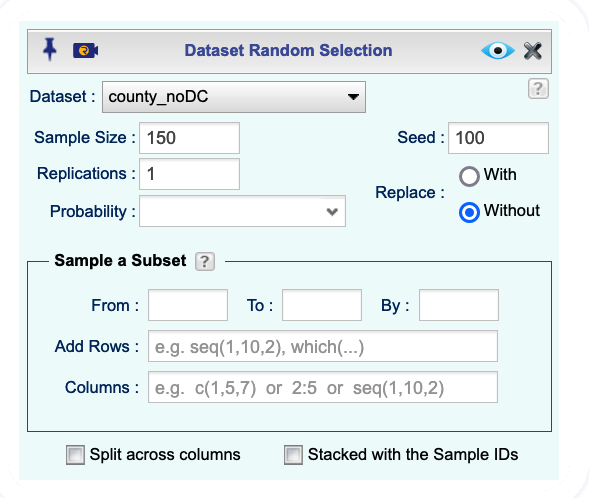 Dataset Random Selection
Dataset : county_noDC ?
Sample Size : 150 Seed : 100
Replications : 1 Replace : With
Probability : Without
Sample a Subset ?
From : To : By :
Add Rows : e.g. seq(1,10,2), which(...)
Columns : e.g. c(1,5,7) or 2:5 or seq(1,10,2)
Split across columns Stacked with the Sample IDs